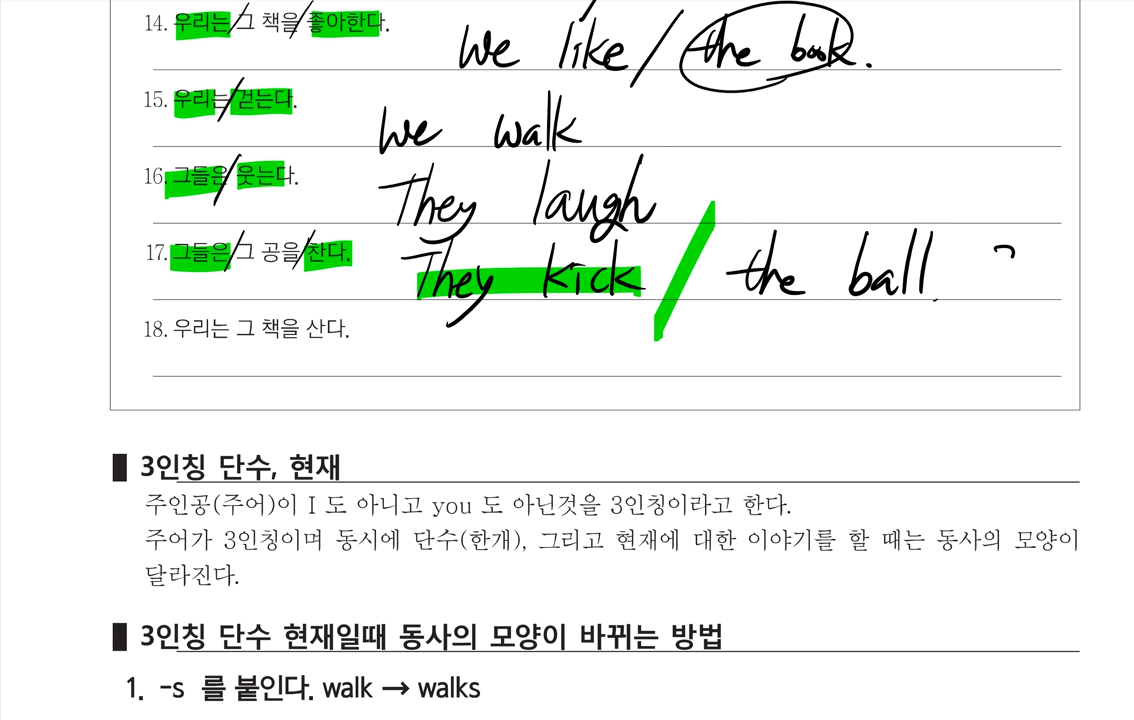 14. 우리는/그 책을/좋아한다.
We like/the book.
15. 우리는/걷는다.
We walk
16. 그들은/웃는다.
They laugh
17. 그들은/그 공을/찬다.
They kick / the ball.
18. 우리는 그 책을 산다.
3인칭 단수, 현재
주인공(주어)이 I 도 아니고 you 도 아닌것을 3인칭이라고 한다.
주어가 3인칭이며 동시에 단수(한개), 그리고 현재에 대한 이야기를 할 때는 동사의 모양이
달라진다.
3인칭 단수 현재일때 동사의 모양이 바뀌는 방법
1. -s 를 붙인다. walk → walks